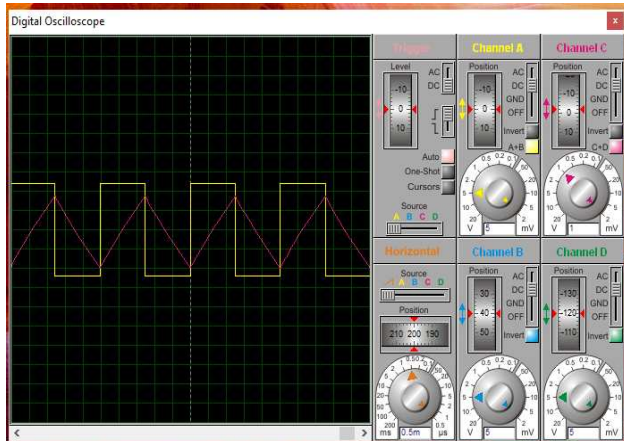 Digital Oscilloscope
x
Trigger
Level
-10
0
10
AC
DC
Auto
One-Shot
Cursors
Source
A B C D
Channel A
Position
-10
0
10
AC
DC
GND
OFF
Invert
A+B
V 5 mV
Channel C
Position
-10
0
10
AC
DC
GND
OFF
Invert
C+D
V 1 mV
Horizontal
Source
A B C D
Position
210 200 190
ms 0.5m µs
Channel B
Position
30
40
50
AC
DC
GND
OFF
Invert
V 5 mV
Channel D
Position
-130
-120
-110
AC
DC
GND
OFF
Invert
V 5 mV